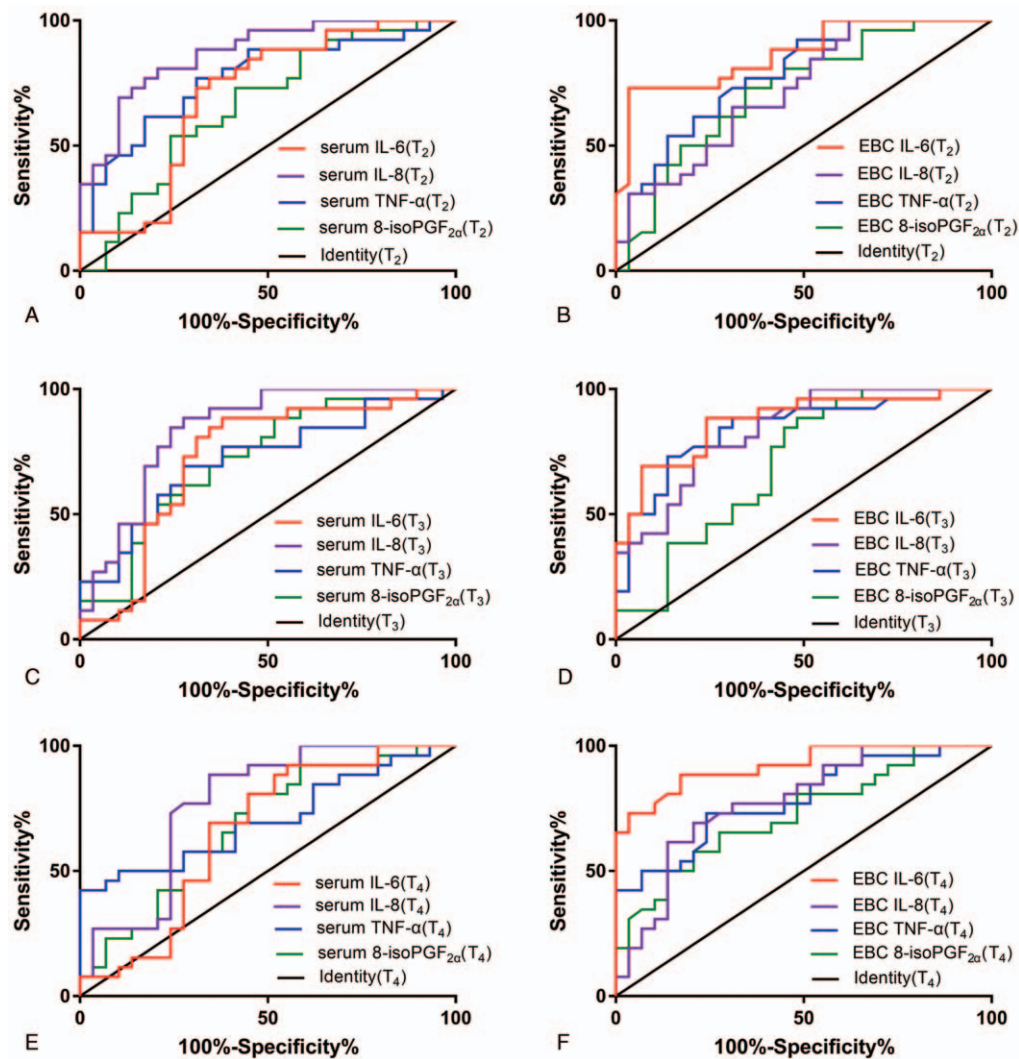 100
50
0
Sensitivity%
serum IL-6(T₂)
serum IL-8(T₂)
serum TNF-α(T₂)
serum 8-isoPGF₂α(T₂)
Identity(T₂)
0 50 100
A
100%-Specificity%
100
50
0
Sensitivity%
EBC IL-6(T₂)
EBC IL-8(T₂)
EBC TNF-α(T₂)
EBC 8-isoPGF₂α(T₂)
Identity(T₂)
0 50 100
B
100%-Specificity%
100
50
0
Sensitivity%
serum IL-6(T₃)
serum IL-8(T₃)
serum TNF-α(T₃)
serum 8-isoPGF₂α(T₃)
Identity(T₃)
0 50 100
C
100%-Specificity%
100
50
0
Sensitivity%
EBC IL-6(T₃)
EBC IL-8(T₃)
EBC TNF-α(T₃)
EBC 8-isoPGF₂α(T₃)
Identity(T₃)
0 50 100
D
100%-Specificity%
100
50
0
Sensitivity%
serum IL-6(T₄)
serum IL-8(T₄)
serum TNF-α(T₄)
serum 8-isoPGF₂α(T₄)
Identity(T₄)
0 50 100
E
100%-Specificity%
100
50
0
Sensitivity%
EBC IL-6(T₄)
EBC IL-8(T₄)
EBC TNF-α(T₄)
EBC 8-isoPGF₂α(T₄)
Identity(T₄)
0 50 100
F
100%-Specificity%